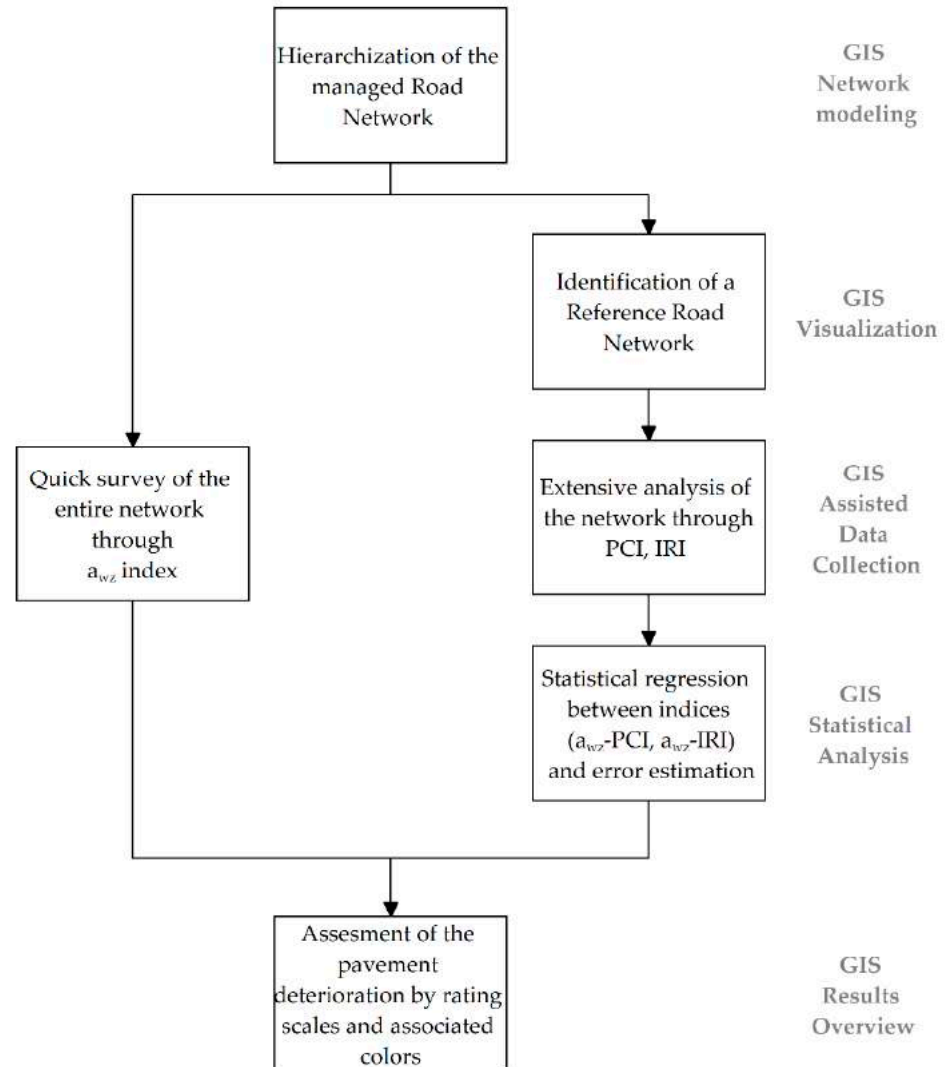 Hierarchization of the
managed Road
Network
GIS
Network
modeling
Identification of a
Reference Road
Network
GIS
Visualization
Quick survey of the
entire network
through
a_wz index
Extensive analysis of
the network through
PCI, IRI
GIS
Assisted
Data
Collection
Statistical regression
between indices
(a_wz-PCI, a_wz-IRI)
and error estimation
GIS
Statistical
Analysis
Assesment of the
pavement
deterioration by rating
scales and associated
colors
GIS
Results
Overview